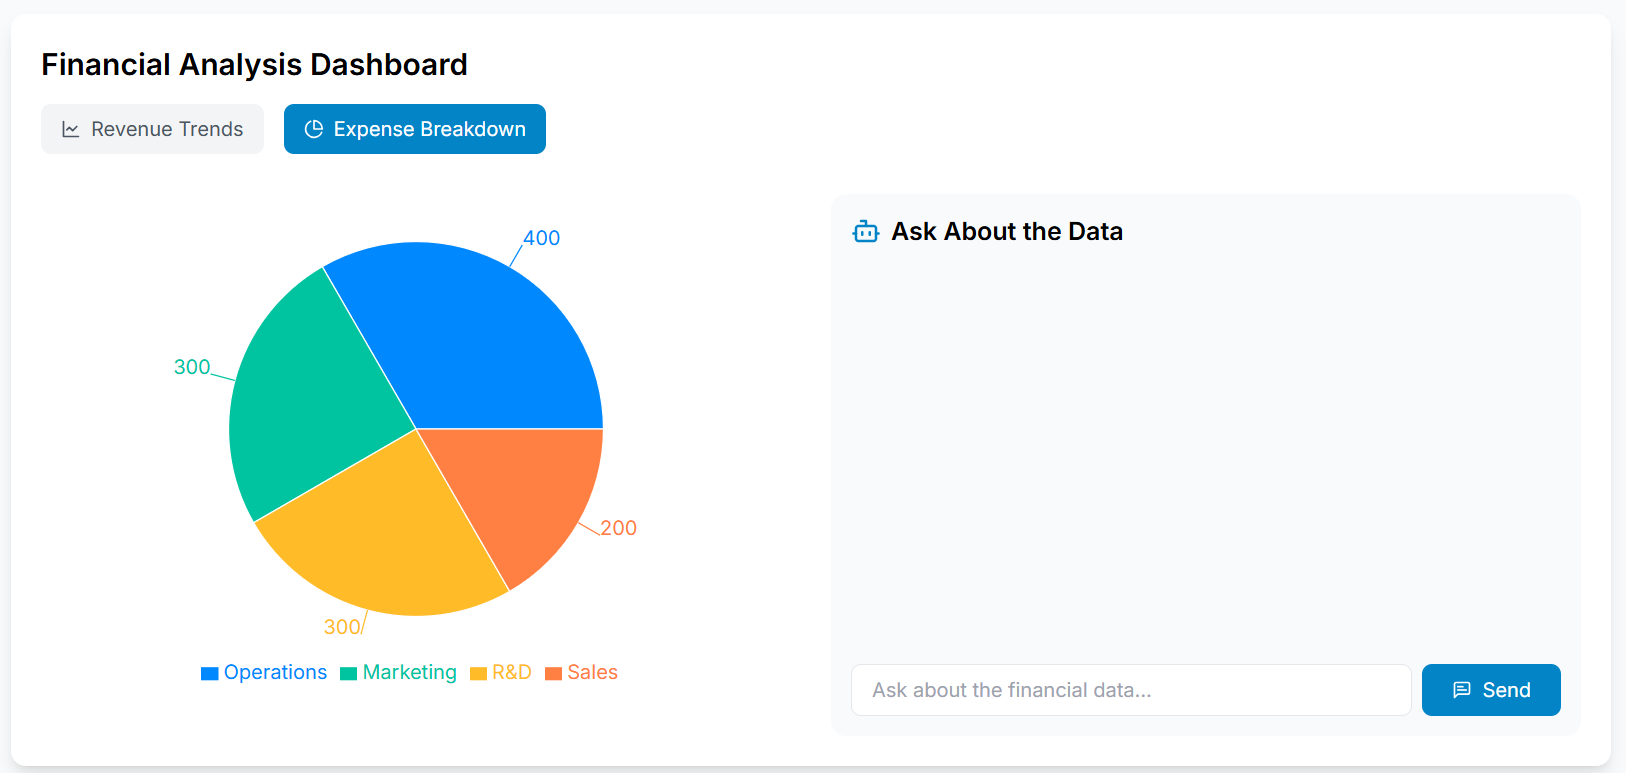 Financial Analysis Dashboard
Revenue Trends
Expense Breakdown
400
300
200
300
Operations Marketing R&D Sales
Ask About the Data
Ask about the financial data...
Send